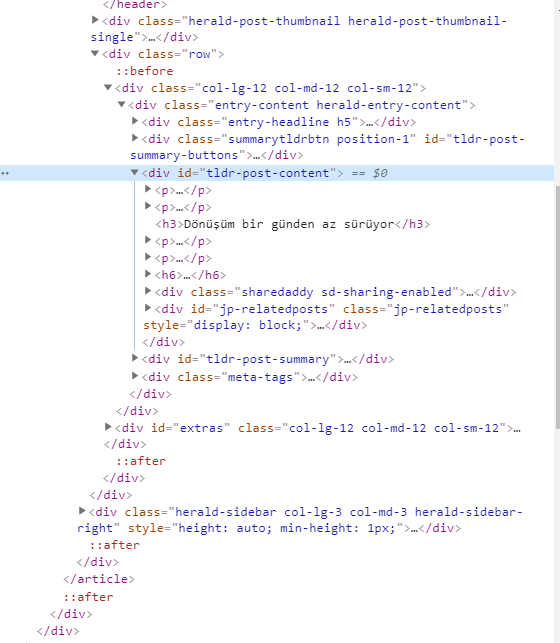 </header>
<div class="herald-post-thumbnail herald-post-thumbnail-
single">…</div>
<div class="row">
::before
<div class="col-lg-12 col-md-12 col-sm-12">
<div class="entry-content herald-entry-content">
<div class="entry-headline h5">…</div>
<div class="summarytldrbtn position-1" id="tldr-post-
summary-buttons">…</div>
<div id="tldr-post-content"> == $0
<p>…</p>
<p>…</p>
<h3>Dönüşüm bir günden az sürüyor</h3>
<p>…</p>
<p>…</p>
<h6>…</h6>
<div class="sharedaddy sd-sharing-enabled">…</div>
<div id="jp-relatedposts" class="jp-relatedposts"
style="display: block;">…</div>
</div>
<div id="tldr-post-summary">…</div>
<div class="meta-tags">…</div>
</div>
</div>
<div id="extras" class="col-lg-12 col-md-12 col-sm-12">…
</div>
::after
</div>
</div>
<div class="herald-sidebar col-lg-3 col-md-3 herald-sidebar-
right" style="height: auto; min-height: 1px;">…</div>
::after
</div>
</article>
::after
</div>
</div>